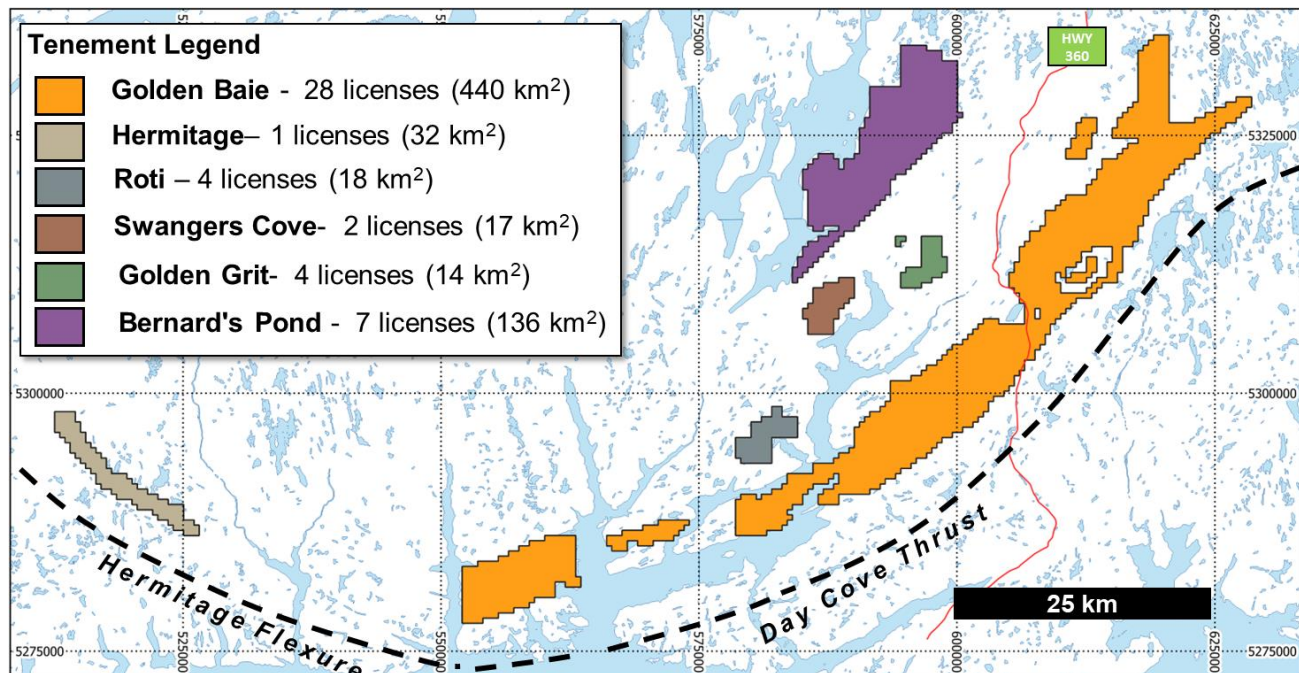 Tenement Legend
Golden Baie - 28 licenses (440 km²)
Hermitage– 1 licenses (32 km²)
Roti – 4 licenses (18 km²)
Swangers Cove- 2 licenses (17 km²)
Golden Grit- 4 licenses (14 km²)
Bernard's Pond - 7 licenses (136 km²)
575000
600000
625000
HWY
360
5325000
5300000
5300000
Hermitage Flexure
Day Cove Thrust
25 km
5275000
5275000
550000
575000
600000
625000